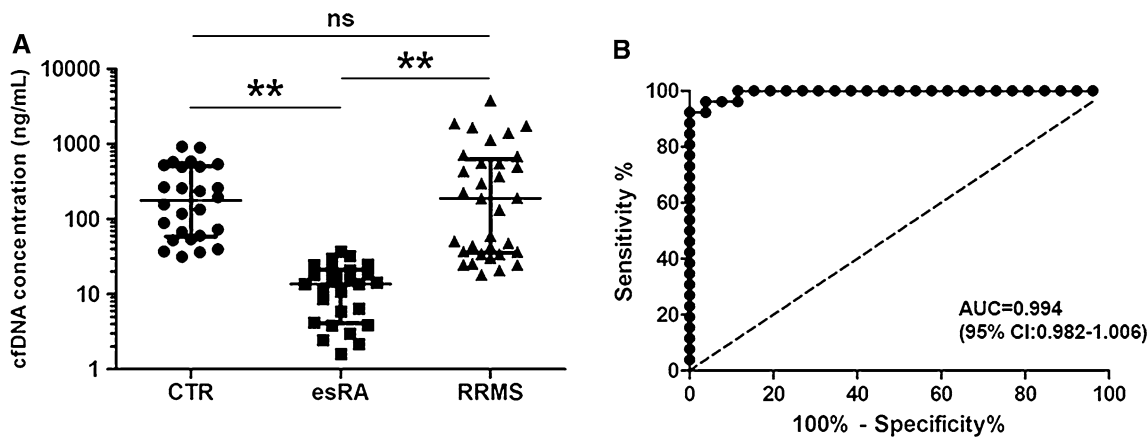 A
ns
**
**
cfDNA concentration (ng/mL)
10000
1000
100
10
1
CTR
esRA
RRMS
B
Sensitivity %
100
80
60
40
20
0
0
20
40
60
80
100
100% - Specificity%
AUC=0.994
(95% CI:0.982-1.006)